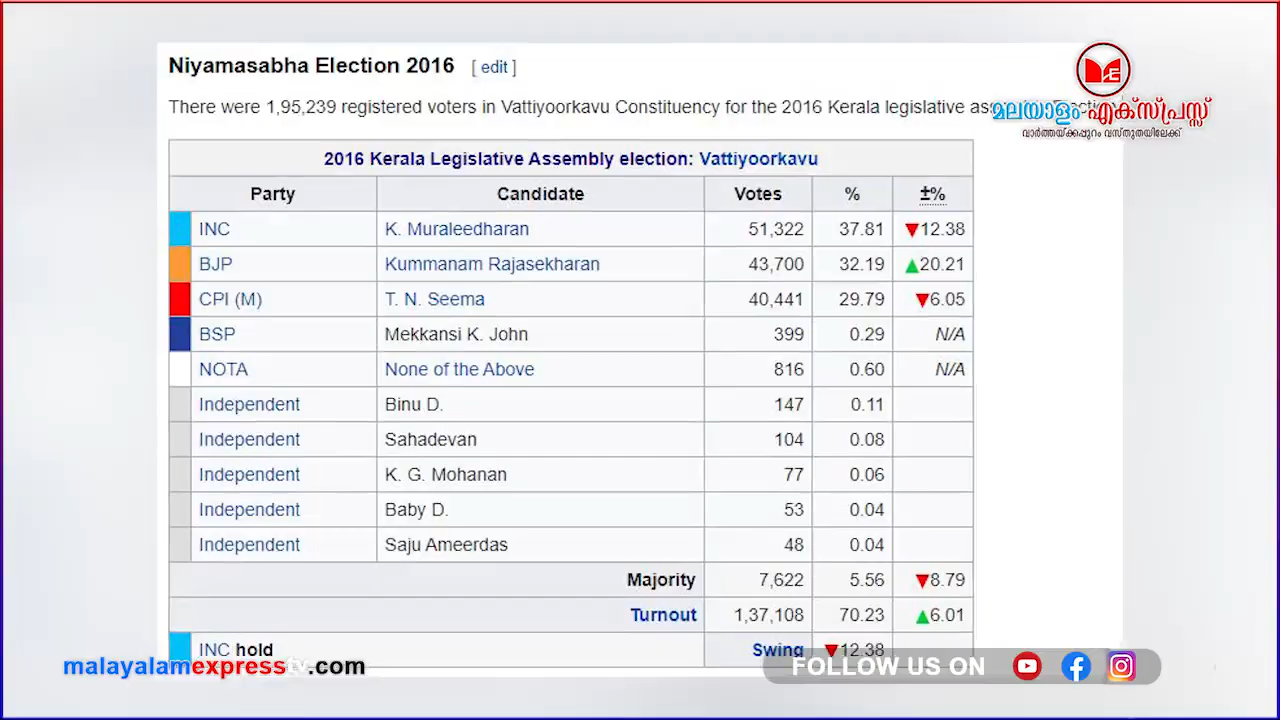 Niyamasabha Election 2016 [ edit ]
There were 1,95,239 registered voters in Vattiyoorkavu Constituency for the 2016 Kerala legislative
മലയാളം എക്സ്പ്രസ്സ്
വാർത്തയ്ക്കപ്പുറം വസ്തുതയിലേക്ക്
2016 Kerala Legislative Assembly election: Vattiyoorkavu
Party Candidate Votes % ±%
INC K. Muraleedharan 51,322 37.81 ▼12.38
BJP Kummanam Rajasekharan 43,700 32.19 ▲20.21
CPI (M) T. N. Seema 40,441 29.79 ▼6.05
BSP Mekkansi K. John 399 0.29 N/A
NOTA None of the Above 816 0.60 N/A
Independent Binu D. 147 0.11
Independent Sahadevan 104 0.08
Independent K. G. Mohanan 77 0.06
Independent Baby D. 53 0.04
Independent Saju Ameerdas 48 0.04
Majority 7,622 5.56 ▼8.79
Turnout 1,37,108 70.23 ▲6.01
INC hold Swing ▼12.38
malayalamexpresstv.com
FOLLOW US ON